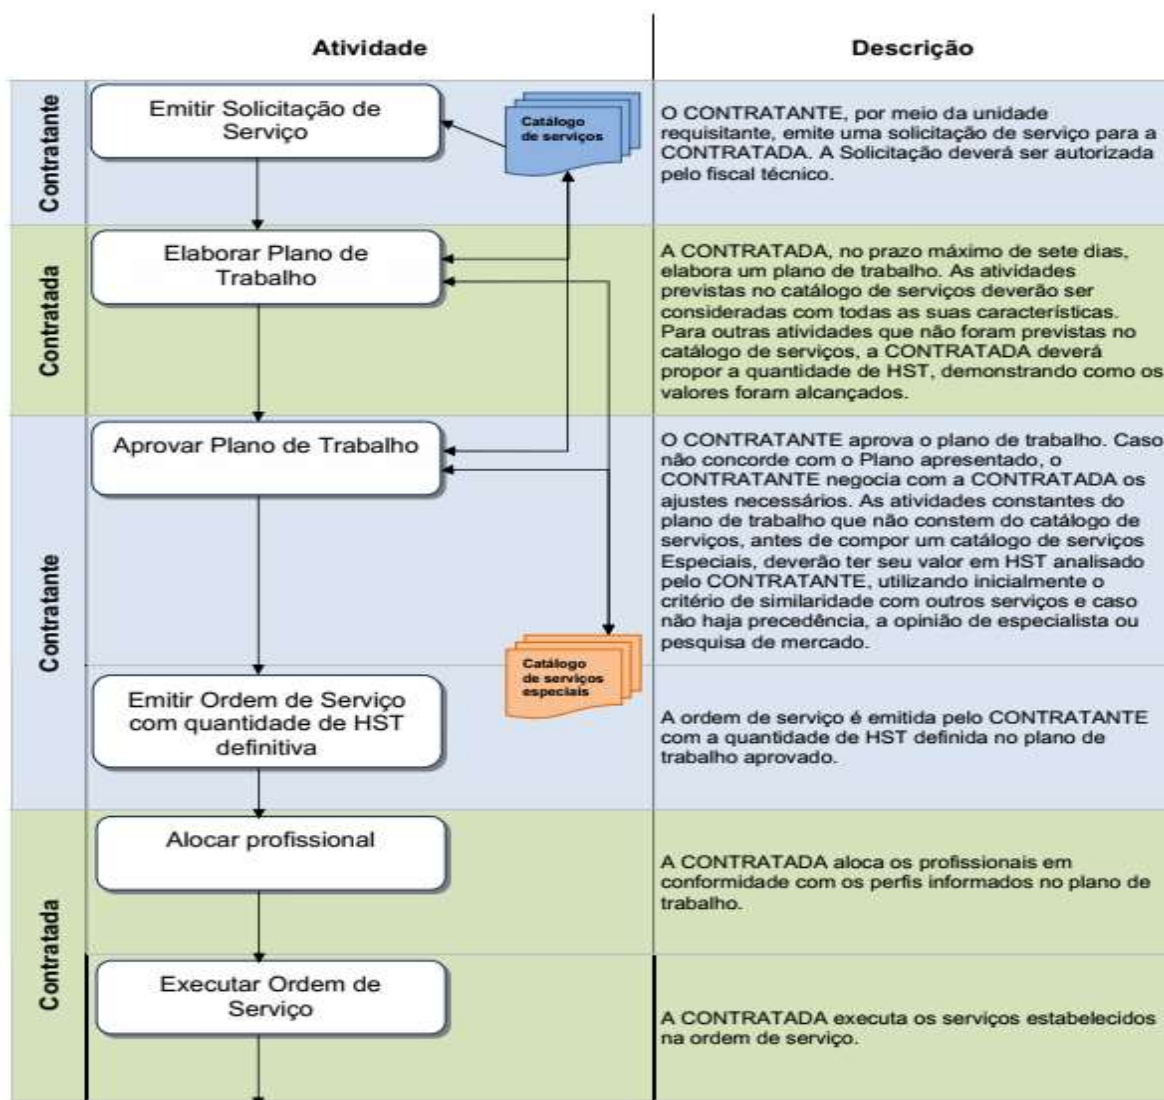 Atividade
Descrição
Contratante
Emitir Solicitação de
Serviço
Catálogo
de serviços
O CONTRATANTE, por meio da unidade
requisitante, emite uma solicitação de serviço para a
CONTRATADA. A Solicitação deverá ser autorizada
pelo fiscal técnico.
Contratada
Elaborar Plano de
Trabalho
A CONTRATADA, no prazo máximo de sete dias,
elabora um plano de trabalho. As atividades
previstas no catálogo de serviços deverão ser
consideradas com todas as suas características.
Para outras atividades que não foram previstas no
catálogo de serviços, a CONTRATADA deverá
propor a quantidade de HST, demonstrando como os
valores foram alcançados.
Contratante
Aprovar Plano de Trabalho
O CONTRATANTE aprova o plano de trabalho. Caso
não concorde com o Plano apresentado, o
CONTRATANTE negocia com a CONTRATADA os
ajustes necessários. As atividades constantes do
plano de trabalho que não constem do catálogo de
serviços, antes de compor um catálogo de serviços
Especiais, deverão ter seu valor em HST analisado
pelo CONTRATANTE, utilizando inicialmente o
critério de similaridade com outros serviços e caso
não haja precedência, a opinião de especialista ou
pesquisa de mercado.
Catálogo
de serviços
especiais
Emitir Ordem de Serviço
com quantidade de HST
definitiva
A ordem de serviço é emitida pelo CONTRATANTE
com a quantidade de HST definida no plano de
trabalho aprovado.
Contratada
Alocar profissional
A CONTRATADA aloca os profissionais em
conformidade com os perfis informados no plano de
trabalho.
Executar Ordem de
Serviço
A CONTRATADA executa os serviços estabelecidos
na ordem de serviço.